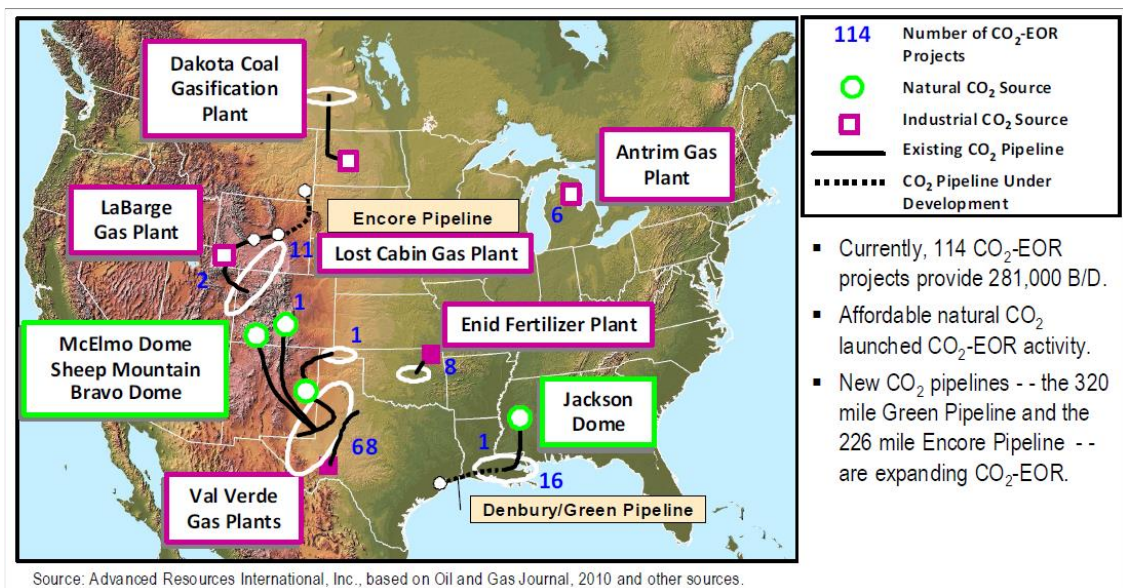 Dakota Coal
Gasification
Plant
Antrim Gas
Plant
6
LaBarge
Gas Plant
Encore Pipeline
11
Lost Cabin Gas Plant
2
1
McElmo Dome
Sheep Mountain
Bravo Dome
1
Enid Fertilizer Plant
8
Jackson
Dome
68
1
16
Val Verde
Gas Plants
Denbury/Green Pipeline
114 Number of CO₂-EOR
Projects
Natural CO₂ Source
Industrial CO₂ Source
Existing CO₂ Pipeline
CO₂ Pipeline Under
Development
▪ Currently, 114 CO₂-EOR
projects provide 281,000 B/D.
▪ Affordable natural CO₂
launched CO₂-EOR activity.
▪ New CO₂ pipelines - - the 320
mile Green Pipeline and the
226 mile Encore Pipeline - -
are expanding CO₂-EOR.
Source: Advanced Resources International, Inc., based on Oil and Gas Journal, 2010 and other sources.